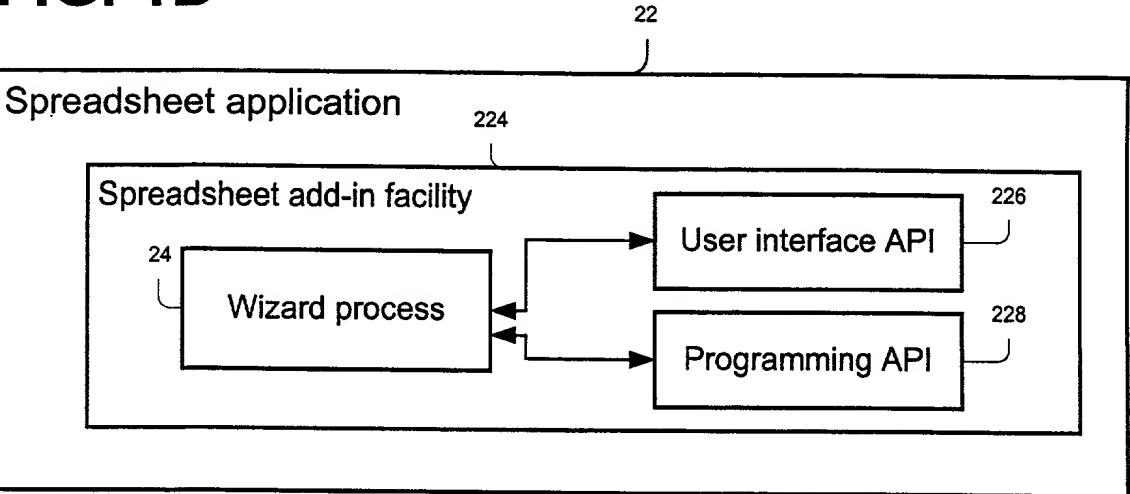 22
Spreadsheet application
224
Spreadsheet add-in facility
226
User interface API
24
Wizard process
228
Programming API